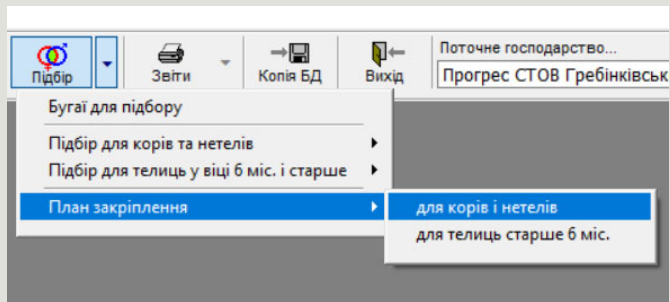 Підбір
Звіти
Копія БД
Вихід
Поточне господарство...
Прогрес СТОВ Гребінківськ
Бугаї для підбору
Підбір для корів та нетелів
Підбір для телиць у віці 6 міс. і старше
План закріплення
для корів і нетелів
для телиць старше 6 міс.